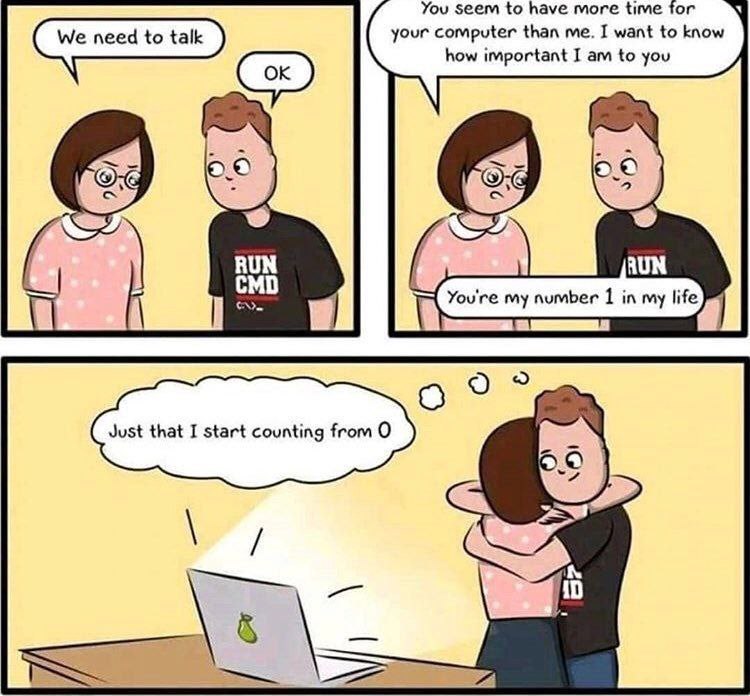 We need to talk
OK
RUN
CMD
C:\>_
You seem to have more time for
your computer than me. I want to know
how important I am to you
RUN
You're my number 1 in my life
Just that I start counting from 0